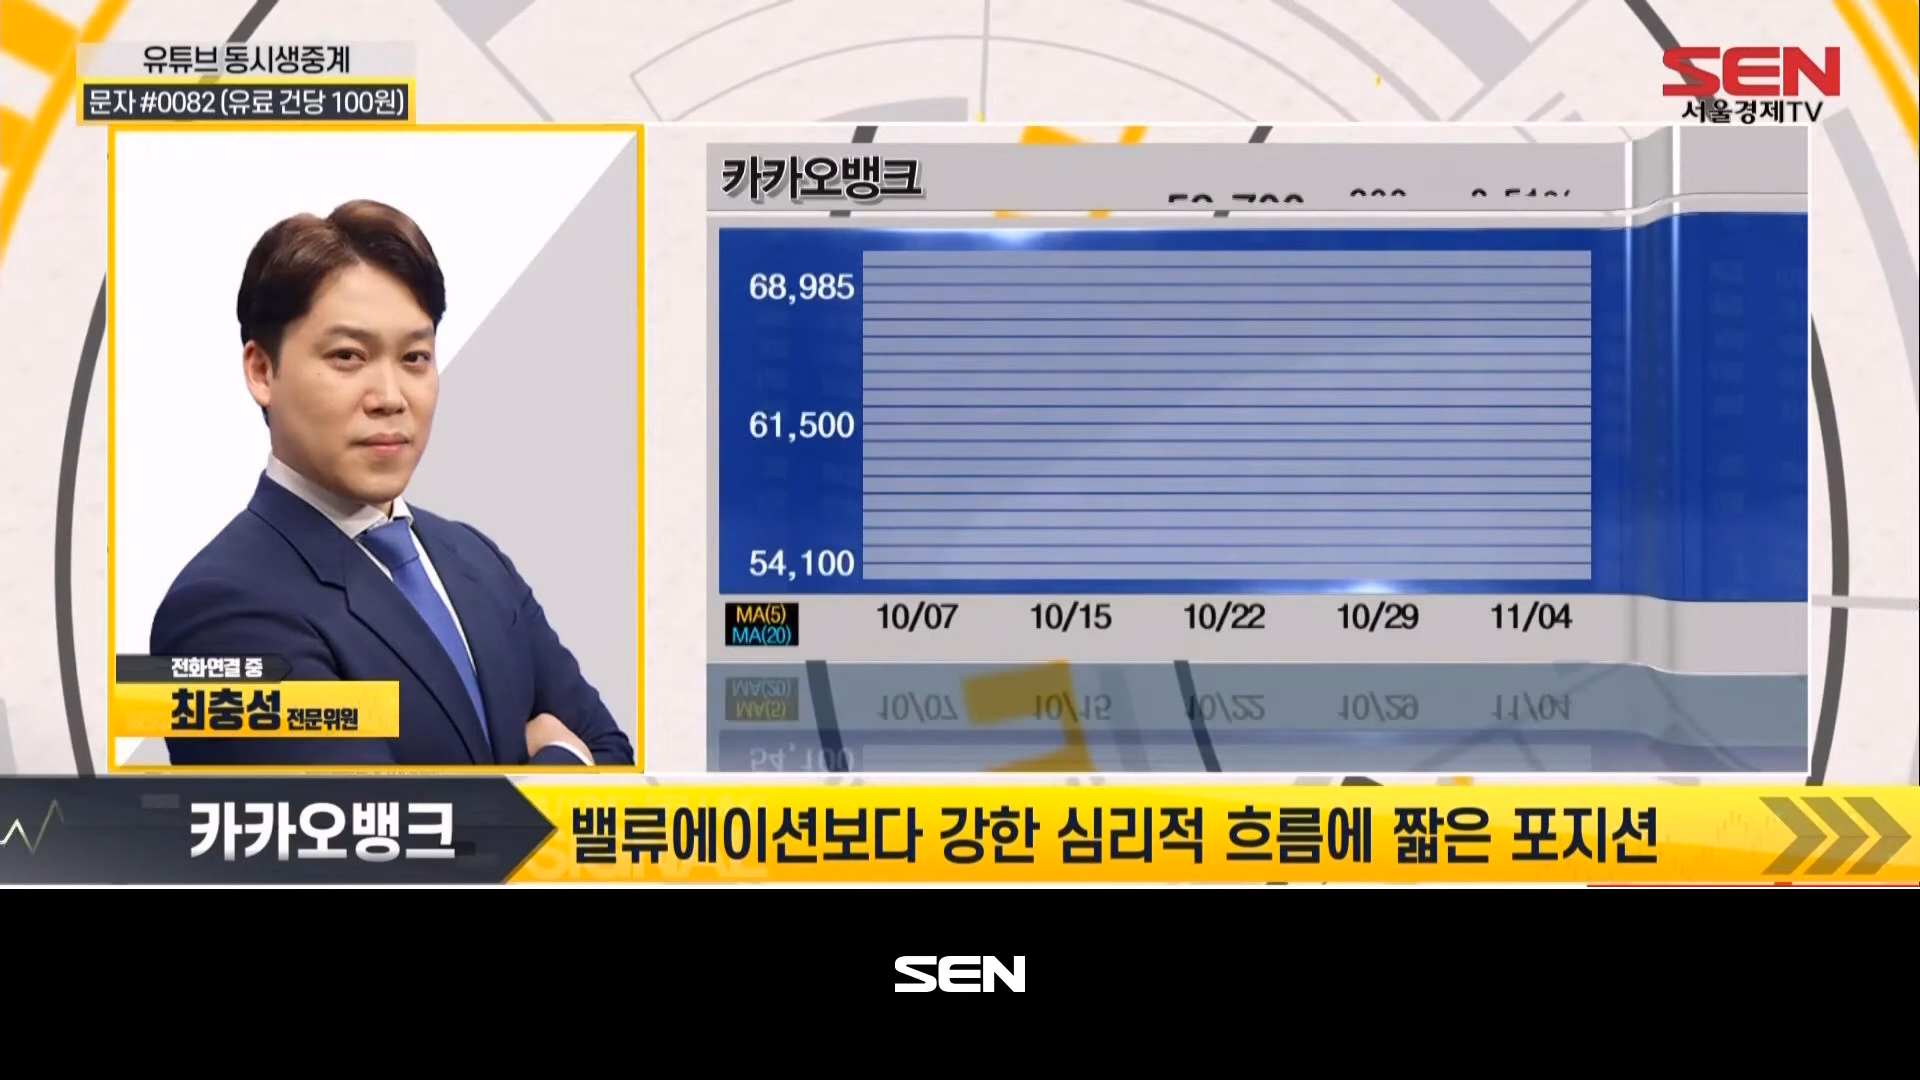 유튜브 동시생중계
문자 #0082 (유료 건당 100원)
SEN
서울경제TV
카카오뱅크
68,985
61,500
54,100
MA(5)
MA(20)
10/07 10/15 10/22 10/29 11/04
전화연결 중
최충성 전문위원
카카오뱅크
밸류에이션보다 강한 심리적 흐름에 짧은 포지션
SEN